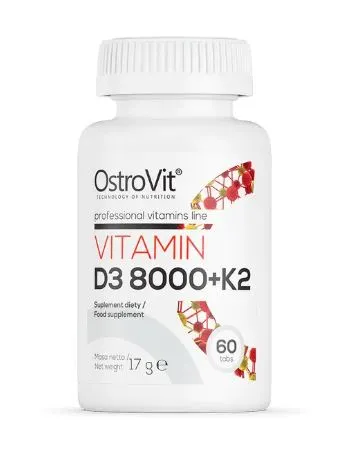 OstroVit®
TECHNOLOGY OF NUTRITION
professional vitamins line
VITAMIN
D3 8000+K2
Suplement diety /
Food supplement
60
tabs
Masa netto /
Net weight: 17 g e